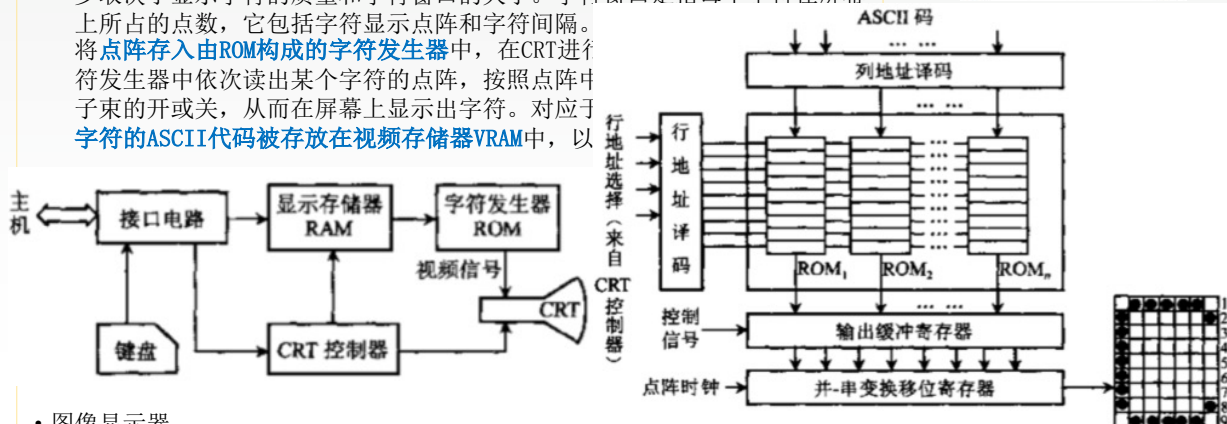 上所占的点数，它包括字符显示点阵和字符间隔。
将点阵存入由ROM构成的字符发生器中，在CRT进行
符发生器中依次读出某个字符的点阵，按照点阵中
子束的开或关，从而在屏幕上显示出字符。对应于
字符的ASCII代码被存放在视频存储器VRAM中，以
主机
接口电路
显示存储器
RAM
字符发生器
ROM
视频信号
CRT
键盘
CRT 控制器
• 图像显示器
ASCII 码
... ...
列地址译码
... ...
行地址选择（来自CRT控制器）
行地址译码
...
...
...
...
...
ROM₁
ROM₂
ROMₙ
... ...
控制
信号
输出缓冲寄存器
点阵时钟
并-串变换移位寄存器
1
2
3
4
5
6
7
8
9